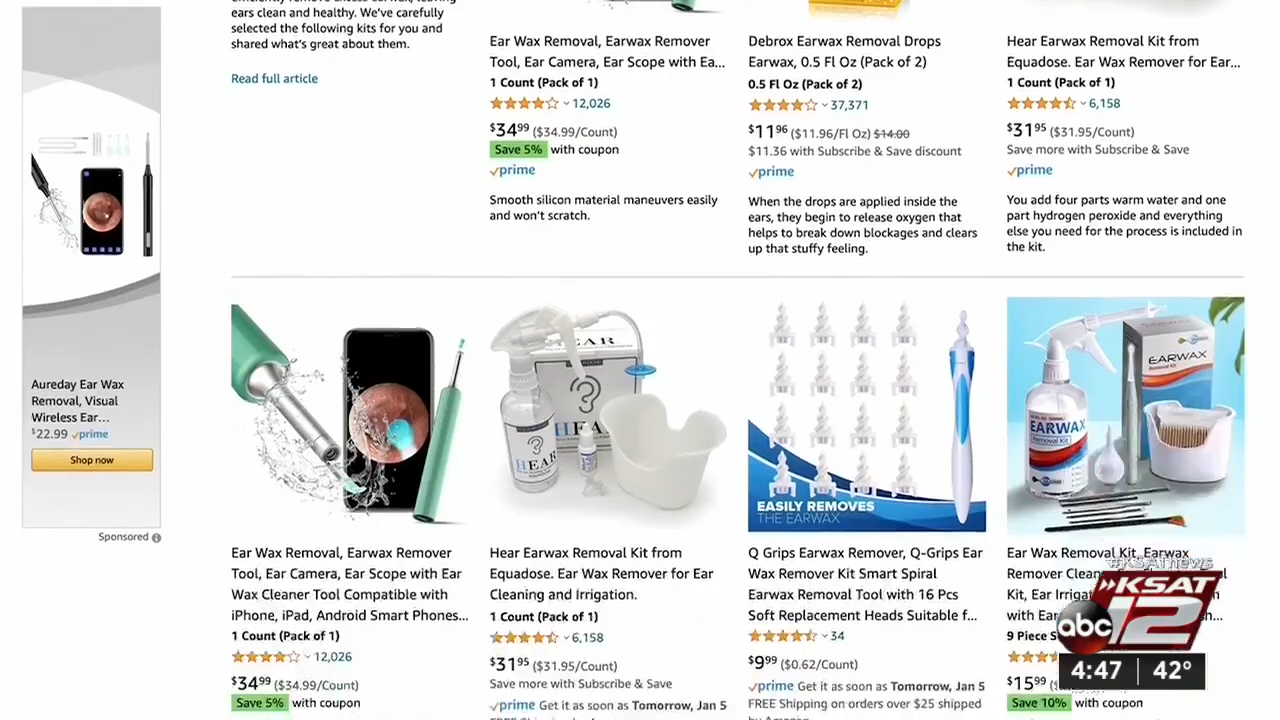 efficiently remove excess earwax, leaving
ears clean and healthy. We've carefully
selected the following kits for you and
shared what's great about them.
Read full article
Ear Wax Removal, Earwax Remover
Tool, Ear Camera, Ear Scope with Ea...
1 Count (Pack of 1)
12,026
$34.99 ($34.99/Count)
Save 5% with coupon
prime
Smooth silicon material maneuvers easily
and won't scratch.
Debrox Earwax Removal Drops
Earwax, 0.5 Fl Oz (Pack of 2)
0.5 Fl Oz (Pack of 2)
37,371
$11.96 ($11.96/Fl Oz) $14.00
$11.36 with Subscribe & Save discount
prime
When the drops are applied inside the
ears, they begin to release oxygen that
helps to break down blockages and clears
up that stuffy feeling.
Hear Earwax Removal Kit from
Equadose. Ear Wax Remover for Ear...
1 Count (Pack of 1)
6,158
$31.95 ($31.95/Count)
Save more with Subscribe & Save
prime
You add four parts warm water and one
part hydrogen peroxide and everything
else you need for the process is included in
the kit.
Aureday Ear Wax
Removal, Visual
Wireless Ear...
$22.99 prime
Shop now
Sponsored
HEAR
?
HEAR
?
HEAR
EASILY REMOVES
THE EARWAX
EARWAX
Removal Kit
EARWAX
Removal Kit
Ear Wax Removal, Earwax Remover
Tool, Ear Camera, Ear Scope with Ear
Wax Cleaner Tool Compatible with
iPhone, iPad, Android Smart Phones...
1 Count (Pack of 1)
12,026
$34.99 ($34.99/Count)
Save 5% with coupon
Hear Earwax Removal Kit from
Equadose. Ear Wax Remover for Ear
Cleaning and Irrigation.
1 Count (Pack of 1)
6,158
$31.95 ($31.95/Count)
Save more with Subscribe & Save
prime Get it as soon as Tomorrow, Jan 5
Q Grips Earwax Remover, Q-Grips Ear
Wax Remover Kit Smart Spiral
Earwax Removal Tool with 16 Pcs
Soft Replacement Heads Suitable f...
34
$9.99 ($0.62/Count)
prime Get it as soon as Tomorrow, Jan 5
FREE Shipping on orders over $25 shipped
by Amazon
Ear Wax Removal Kit, Earwax
Remover
Kit, Ear
with
9 Piece
$15.99
Save 10% with coupon
#KSATnews
KSAT
abc 12
4:47 42°